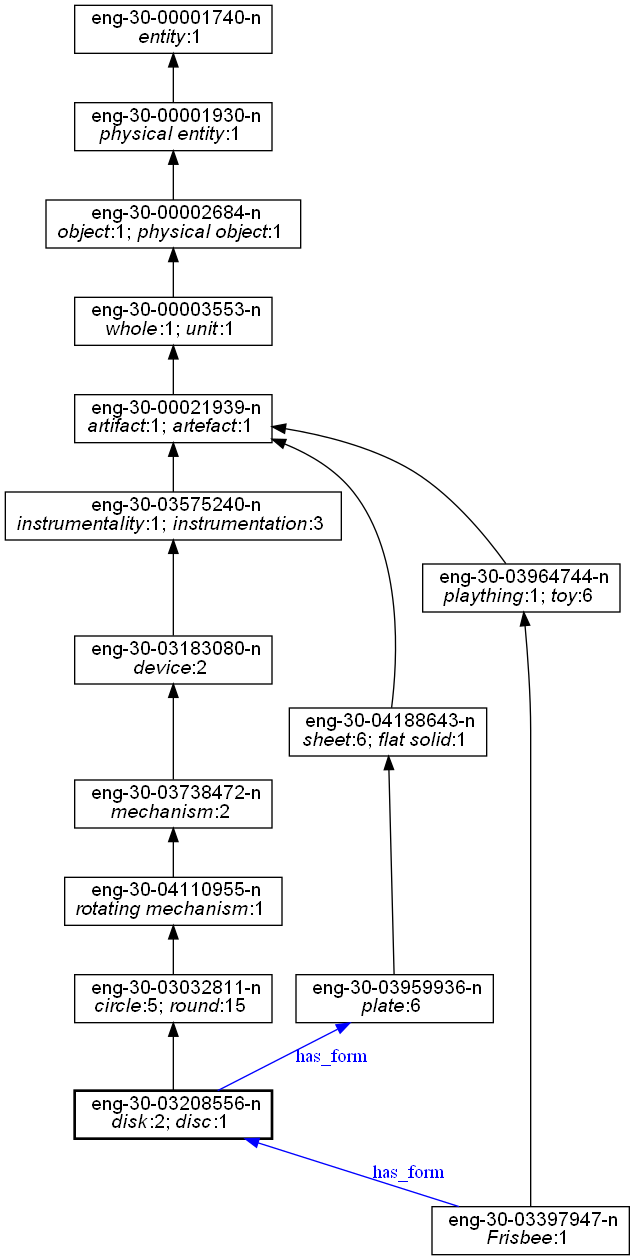 eng-30-00001740-n
entity:1
eng-30-00001930-n
physical entity:1
eng-30-00002684-n
object:1; physical object:1
eng-30-00003553-n
whole:1; unit:1
eng-30-00021939-n
artifact:1; artefact:1
eng-30-03575240-n
instrumentality:1; instrumentation:3
eng-30-03964744-n
plaything:1; toy:6
eng-30-03183080-n
device:2
eng-30-04188643-n
sheet:6; flat solid:1
eng-30-03738472-n
mechanism:2
eng-30-04110955-n
rotating mechanism:1
eng-30-03032811-n
circle:5; round:15
eng-30-03959936-n
plate:6
has_form
eng-30-03208556-n
disk:2; disc:1
has_form
eng-30-03397947-n
Frisbee:1